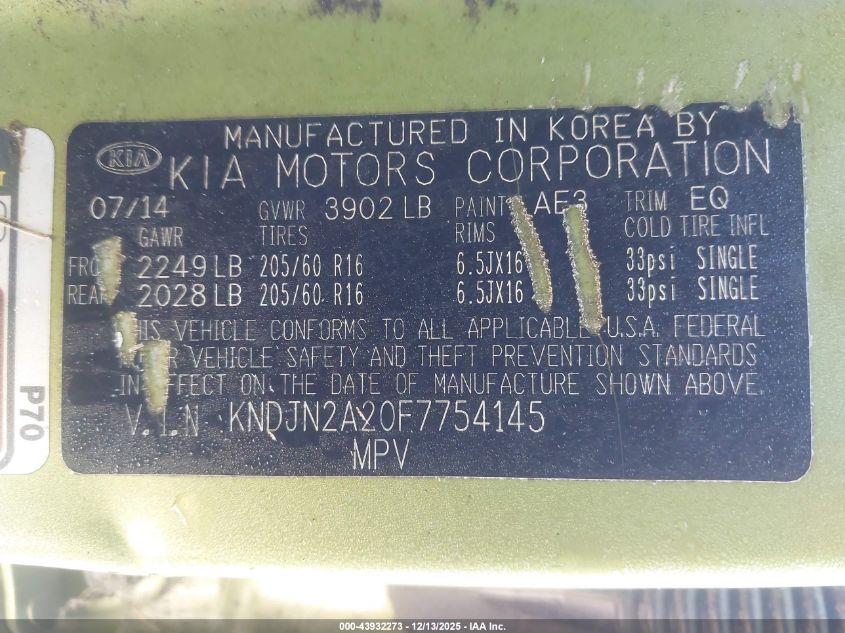 MANUFACTURED IN KOREA BY
KIA KIA MOTORS CORPORATION
07/14 GVWR 3902 LB PAINT AE3 TRIM EQ
GAWR TIRES RIMS COLD TIRE INFL
2249 LB 205/60 R16 6.5JX16 33psi SINGLE
REAR 2028 LB 205/60 R16 6.5JX16 33psi SINGLE
THIS VEHICLE CONFORMS TO ALL APPLICABLE U.S.A. FEDERAL
VEHICLE SAFETY AND THEFT PREVENTION STANDARDS
IN EFFECT ON THE DATE OF MANUFACTURE SHOWN ABOVE.
V.I.N KNDJN2A20F7754145
MPV
P70
000-43932273 - 12/13/2025 - IAA Inc.